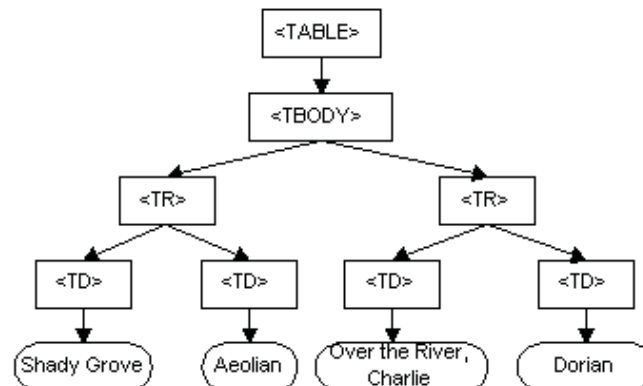 <TABLE>
<TBODY>
<TR>
<TR>
<TD>
<TD>
<TD>
<TD>
Shady Grove
Aeolian
Over the River,
Charlie
Dorian